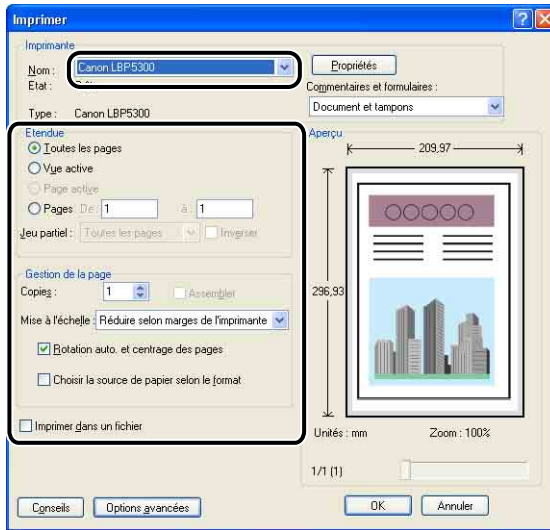 Imprimer
Imprimante
Nom :
Canon LBP5300
Propriétés
Etat :
Commentaires et formulaires :
Type : Canon LBP5300
Document et tampons
Etendue
Toutes les pages
Vue active
Page active
Pages De : 1 à : 1
Jeu partiel : Toutes les pages Inverser
Gestion de la page
Copies : 1 Assembler
Mise à l'échelle : Réduire selon marges de l'imprimante
Rotation auto. et centrage des pages
Choisir la source de papier selon le format
Imprimer dans un fichier
Aperçu
209,97
296,93
Unités : mm Zoom : 100%
1/1 (1)
Conseils Options avancées OK Annuler